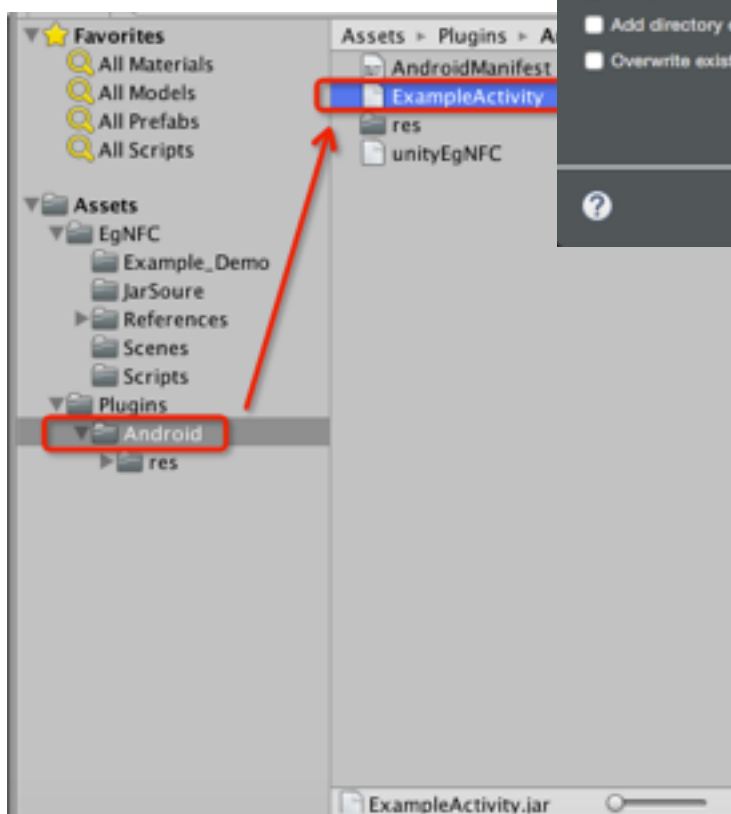 Favorites
All Materials
All Models
All Prefabs
All Scripts
Assets
EgNFC
Example_Demo
JarSoure
References
Scenes
Scripts
Plugins
Android
res
Assets ▸ Plugins ▸
AndroidManifest
ExampleActivity
res
unityEgNFC
ExampleActivity.jar
Add directory
Overwrite
?